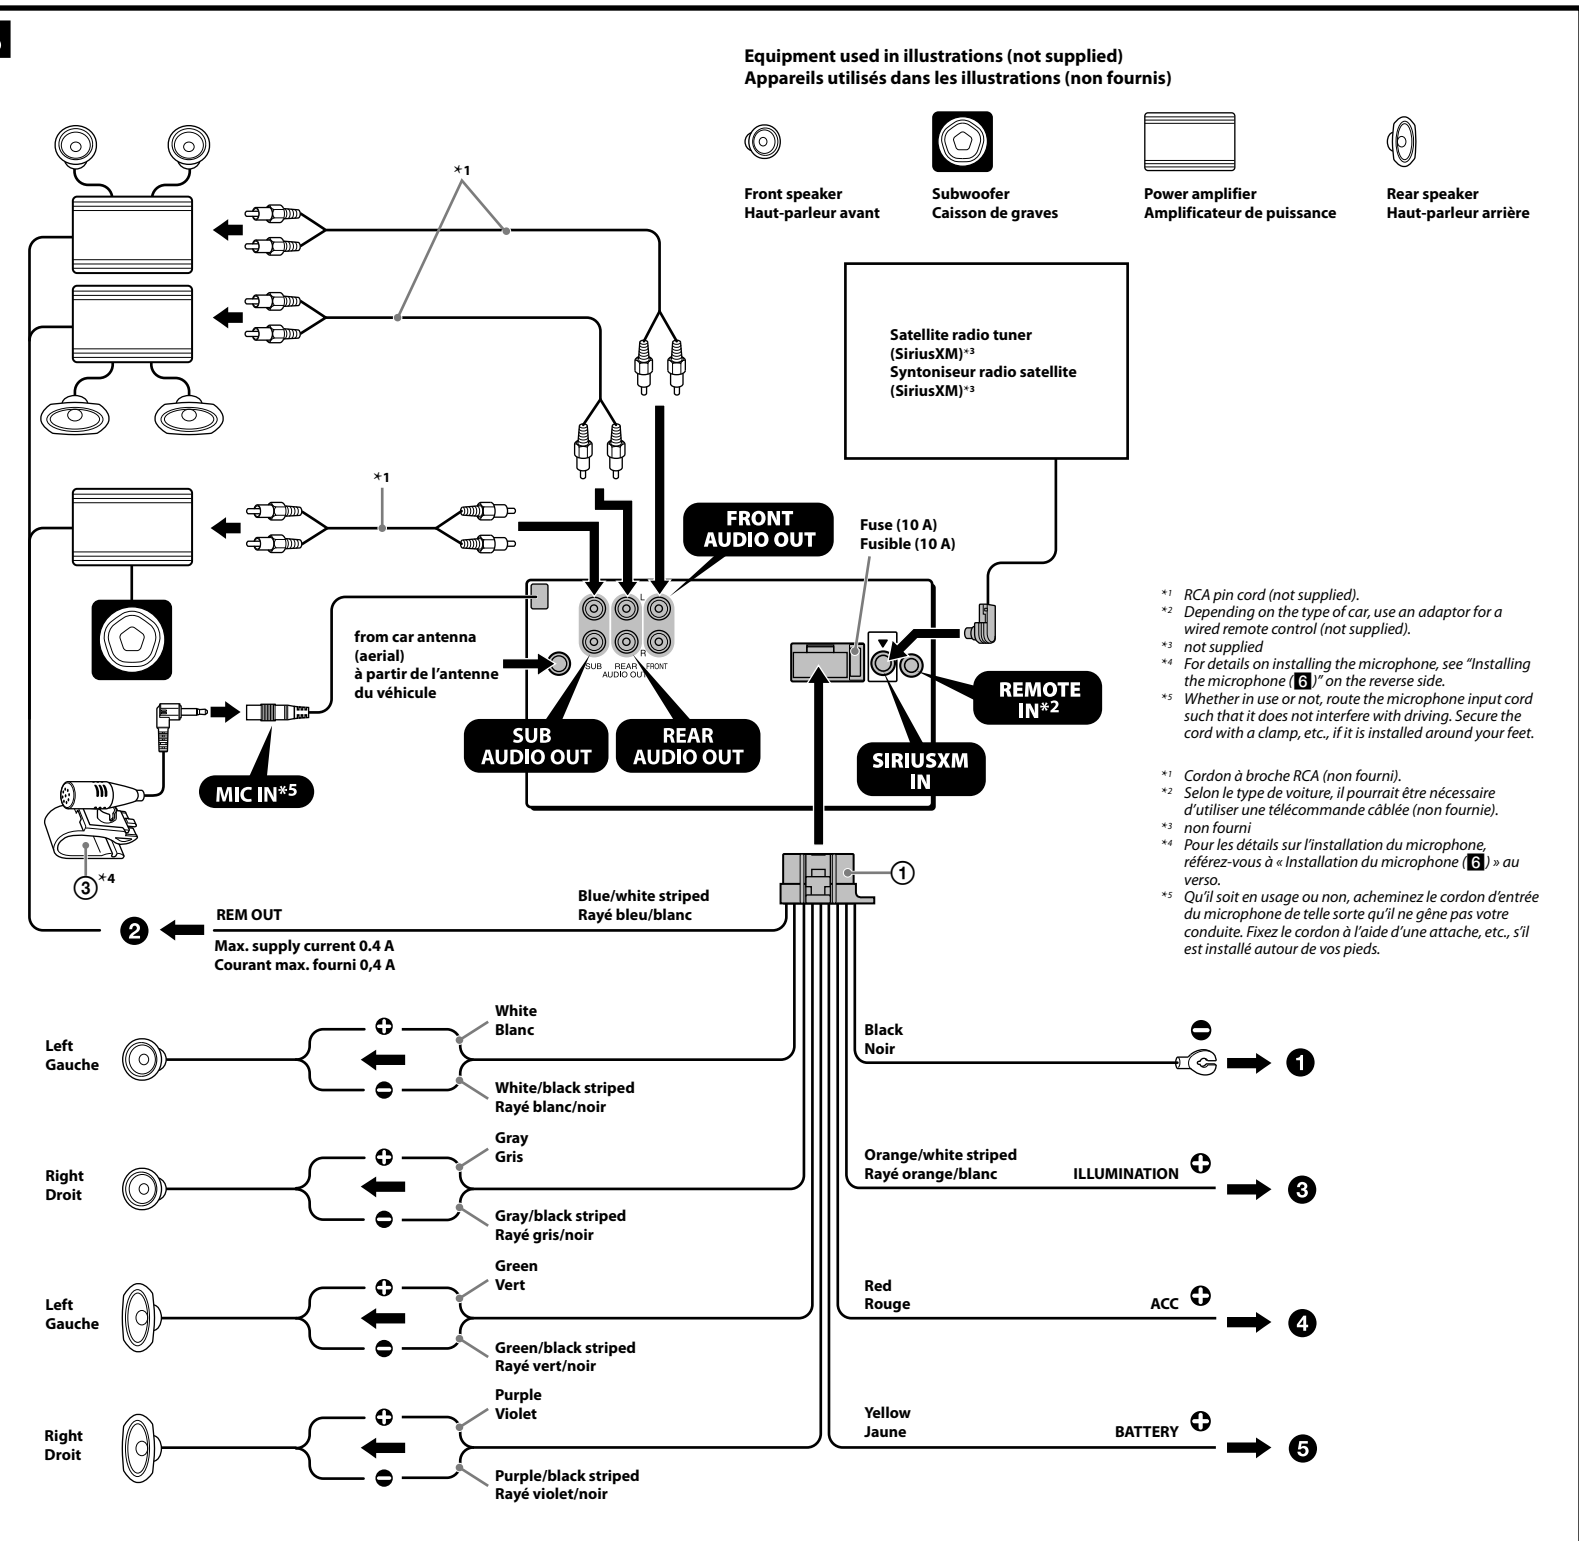 Equipment used in illustrations (not supplied)
Appareils utilisés dans les illustrations (non fournis)
Front speaker
Haut-parleur avant
Subwoofer
Caisson de graves
Power amplifier
Amplificateur de puissance
Rear speaker
Haut-parleur arrière
*1
Satellite radio tuner
(SiriusXM)*3
Syntoniseur radio satellite
(SiriusXM)*3
*1
FRONT
AUDIO OUT
Fuse (10 A)
Fusible (10 A)
from car antenna
(aerial)
à partir de l'antenne
du véhicule
L
R
SUB
REAR
FRONT
AUDIO OUT
SUB
AUDIO OUT
REAR
AUDIO OUT
REMOTE
IN*2
SIRIUSXM
IN
MIC IN*5
3 *4
1
*1 RCA pin cord (not supplied).
*2 Depending on the type of car, use an adaptor for a
wired remote control (not supplied).
*3 not supplied
*4 For details on installing the microphone, see "Installing
the microphone (6)" on the reverse side.
*5 Whether in use or not, route the microphone input cord
such that it does not interfere with driving. Secure the
cord with a clamp, etc., if it is installed around your feet.
*1 Cordon à broche RCA (non fourni).
*2 Selon le type de voiture, il pourrait être nécessaire
d'utiliser une télécommande câblée (non fournie).
*3 non fourni
*4 Pour les détails sur l'installation du microphone,
référez-vous à « Installation du microphone (6) » au
verso.
*5 Qu'il soit en usage ou non, acheminez le cordon d'entrée
du microphone de telle sorte qu'il ne gêne pas votre
conduite. Fixez le cordon à l'aide d'une attache, etc., s'il
est installé autour de vos pieds.
2
REM OUT
Blue/white striped
Rayé bleu/blanc
Max. supply current 0.4 A
Courant max. fourni 0,4 A
Left
Gauche
White
Blanc
White/black striped
Rayé blanc/noir
Black
Noir
1
Right
Droit
Gray
Gris
Gray/black striped
Rayé gris/noir
Orange/white striped
Rayé orange/blanc
ILLUMINATION
3
Left
Gauche
Green
Vert
Green/black striped
Rayé vert/noir
Red
Rouge
ACC
4
Right
Droit
Purple
Violet
Purple/black striped
Rayé violet/noir
Yellow
Jaune
BATTERY
5